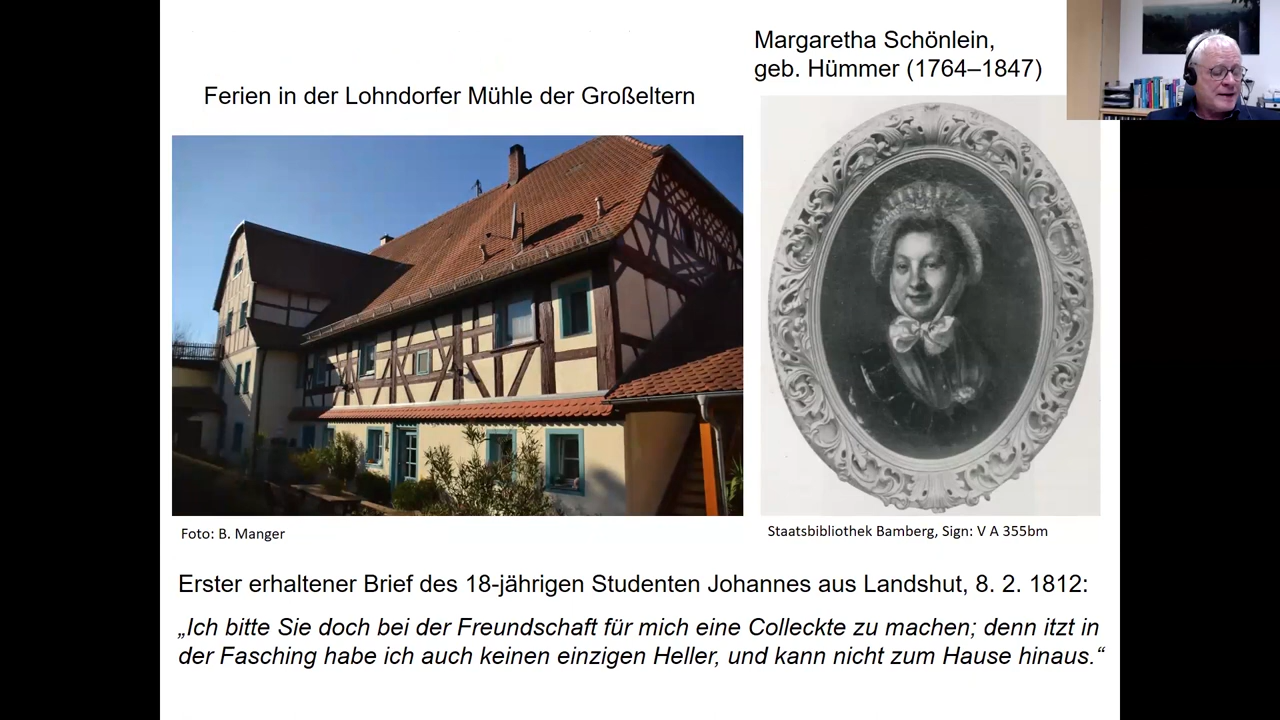 Margaretha Schönlein,
geb. Hümmer (1764–1847)
Ferien in der Lohndorfer Mühle der Großeltern
Foto: B. Manger
Staatsbibliothek Bamberg, Sign: V A 355bm
Erster erhaltener Brief des 18-jährigen Studenten Johannes aus Landshut, 8. 2. 1812:
„Ich bitte Sie doch bei der Freundschaft für mich eine Colleckte zu machen; denn itzt in
der Fasching habe ich auch keinen einzigen Heller, und kann nicht zum Hause hinaus.“